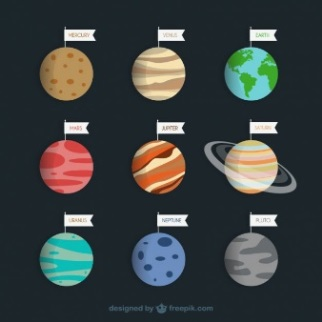 MERCURY
VENUS
EARTH
MARS
JUPITER
SATURN
URANUS
NEPTUNE
PLUTO
designed by freepik.com